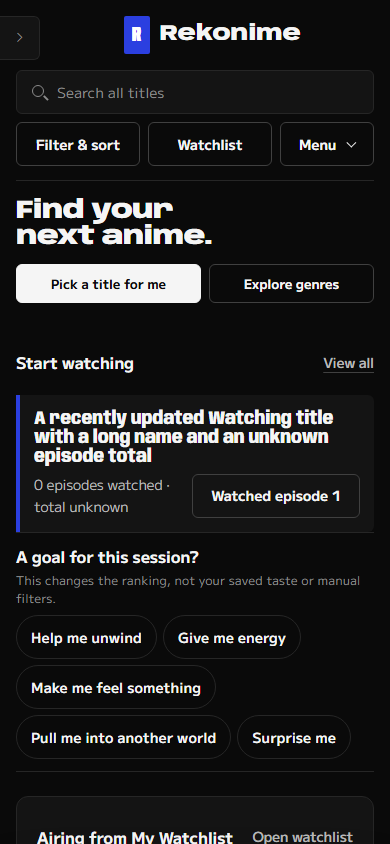 R Rekonime
Search all titles
Filter & sort Watchlist Menu
Find your
next anime.
Pick a title for me Explore genres
Start watching View all
A recently updated Watching title
with a long name and an unknown
episode total
0 episodes watched ·
total unknown
Watched episode 1
A goal for this session?
This changes the ranking, not your saved taste or manual
filters.
Help me unwind Give me energy
Make me feel something
Pull me into another world Surprise me
Airing from My Watchlist Open watchlist